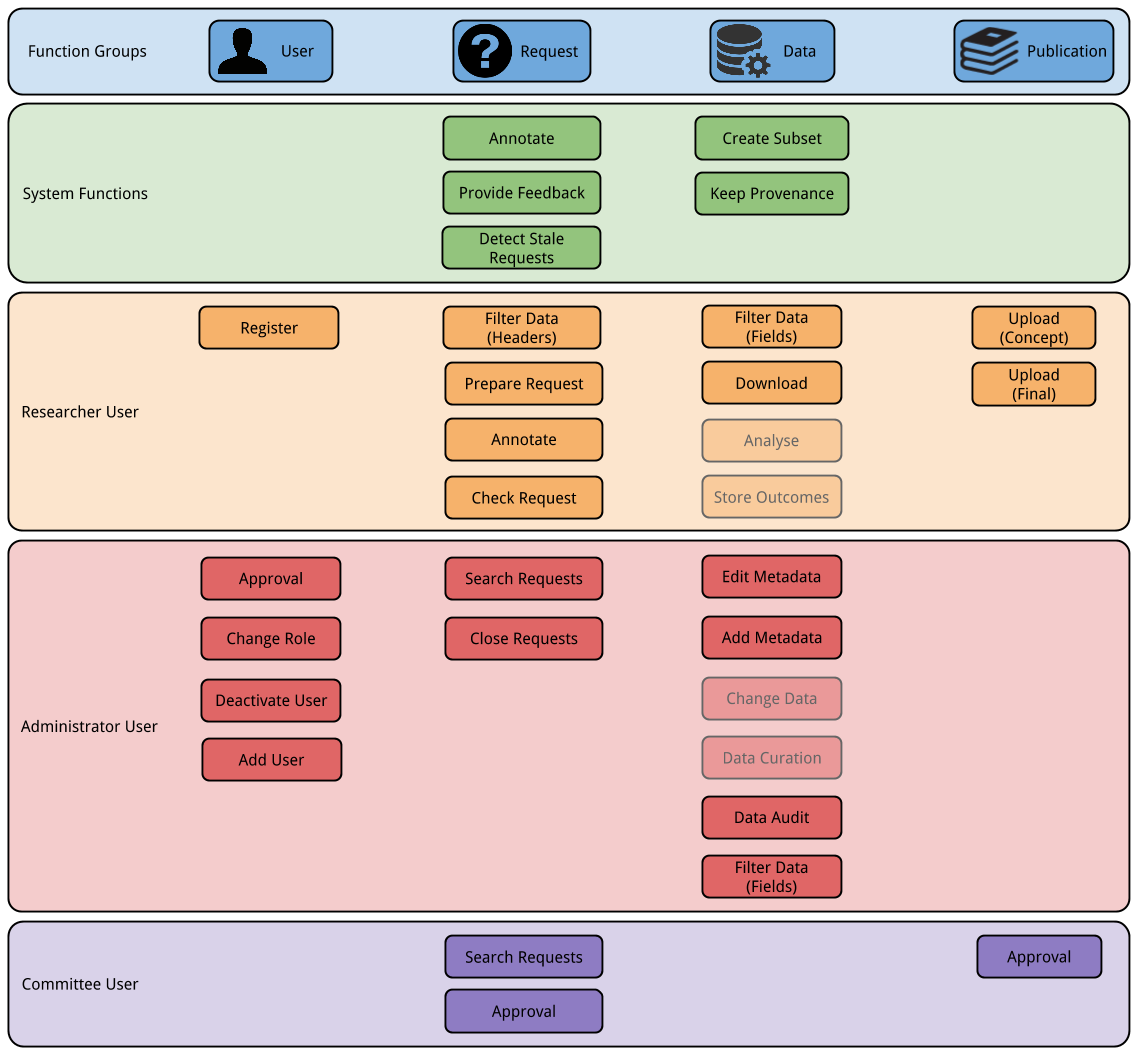 Function Groups
User
Request
Data
Publication
System Functions
Annotate
Provide Feedback
Detect Stale
Requests
Create Subset
Keep Provenance
Researcher User
Register
Filter Data
(Headers)
Prepare Request
Annotate
Check Request
Filter Data
(Fields)
Download
Analyse
Store Outcomes
Upload
(Concept)
Upload
(Final)
Administrator User
Approval
Change Role
Deactivate User
Add User
Search Requests
Close Requests
Edit Metadata
Add Metadata
Change Data
Data Curation
Data Audit
Filter Data
(Fields)
Committee User
Search Requests
Approval
Approval